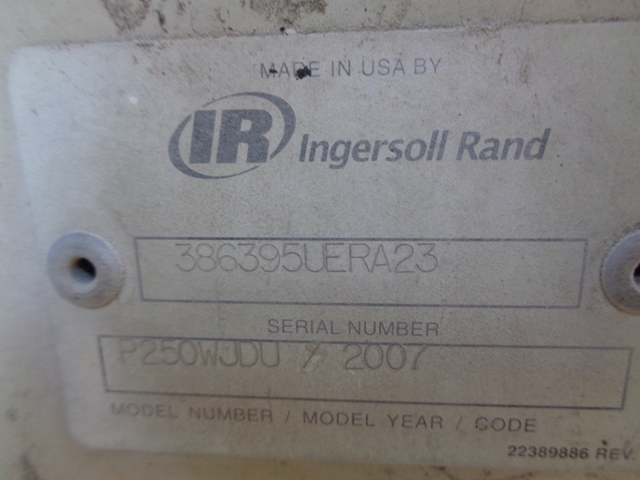 MADE IN USA BY
IR Ingersoll Rand
386395UERA23
SERIAL NUMBER
P250WJDU / 2007
MODEL NUMBER / MODEL YEAR / CODE
22389886 REV.